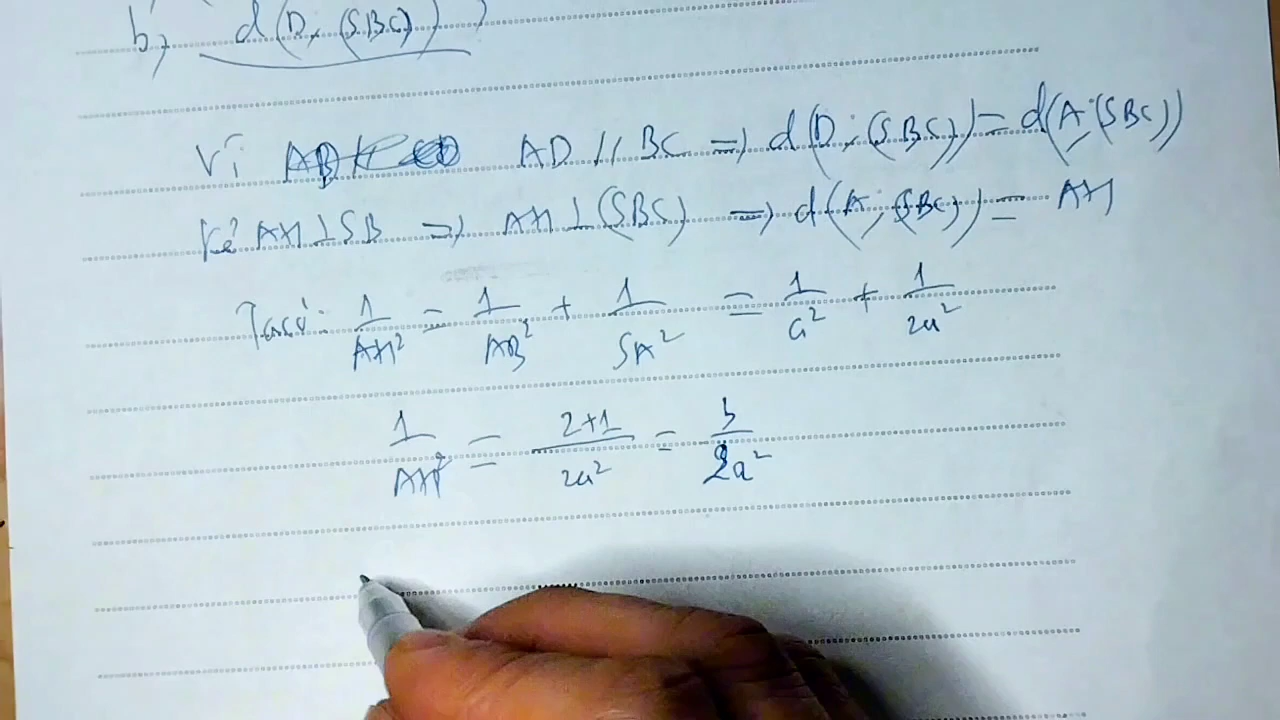 b, d(D, (SBC))
Vì AD // BC => d(D; (SBC)) = d(A; (SBC))
Kẻ AH ⊥ SB => AH ⊥ (SBC) => d(A; (SBC)) = AH
Ta có: 1/AH² = 1/AB² + 1/SA² = 1/a² + 1/2a²
1/AH² = 2+1/2a² = 3/2a²